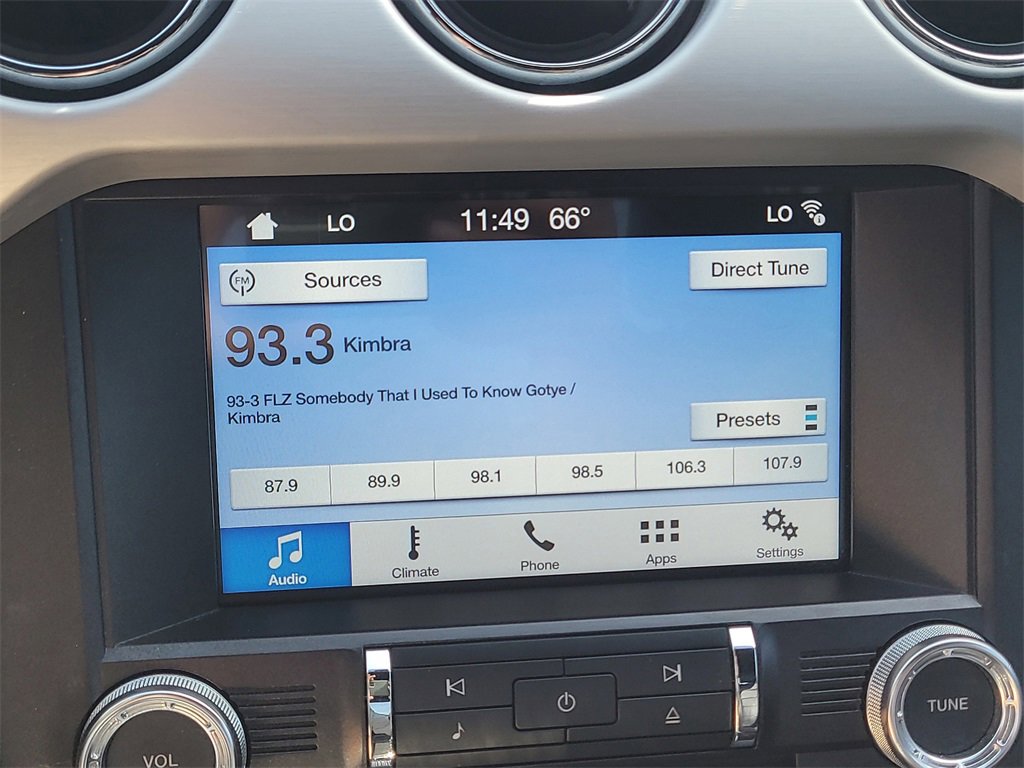 LO 11:49 66° LO
FM Sources Direct Tune
93.3 Kimbra
93-3 FLZ Somebody That I Used To Know Gotye /
Kimbra
Presets
87.9 89.9 98.1 98.5 106.3 107.9
Audio Climate Phone Apps Settings
VOL TUNE